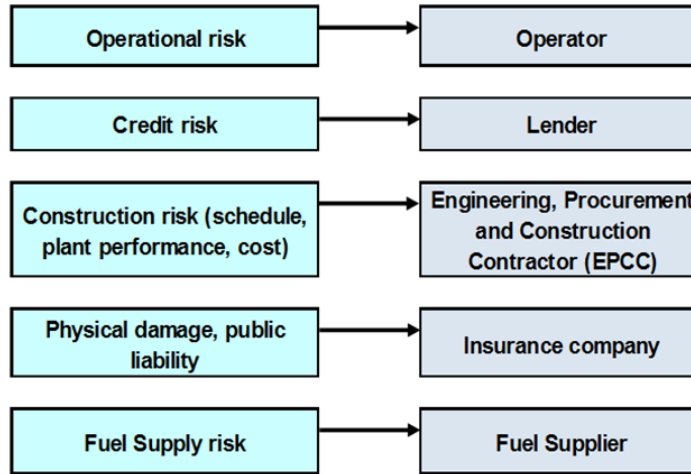 Operational risk
Operator
Credit risk
Lender
Construction risk (schedule,
plant performance, cost)
Engineering, Procurement
and Construction
Contractor (EPCC)
Physical damage, public
liability
Insurance company
Fuel Supply risk
Fuel Supplier